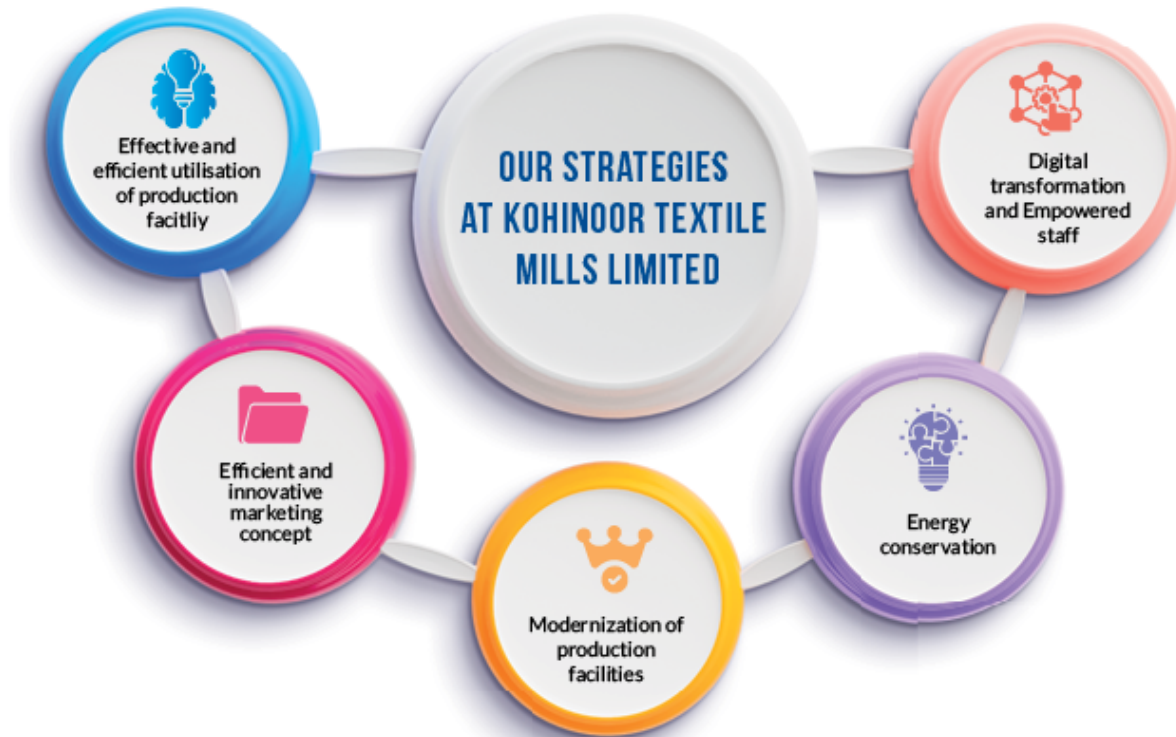 OUR STRATEGIES
AT KOHINOOR TEXTILE
MILLS LIMITED
Effective and
efficient utilisation
of production
facitliy
Efficient and
innovative
marketing
concept
Modernization of
production
facilities
Energy
conservation
Digital
transformation
and Empowered
staff